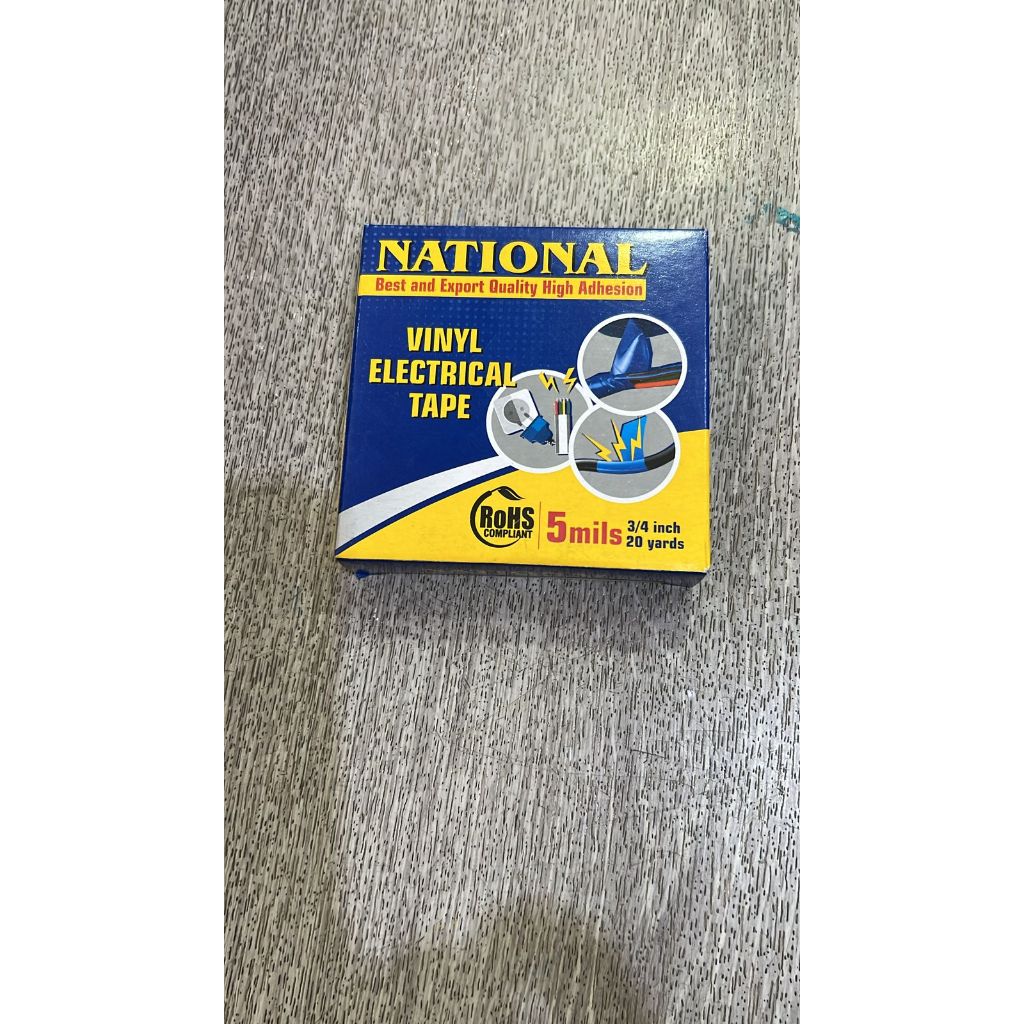 NATIONAL
Best and Export Quality High Adhesion
VINYL
ELECTRICAL
TAPE
RoHS
COMPLIANT
5mils
3/4 inch
20 yards